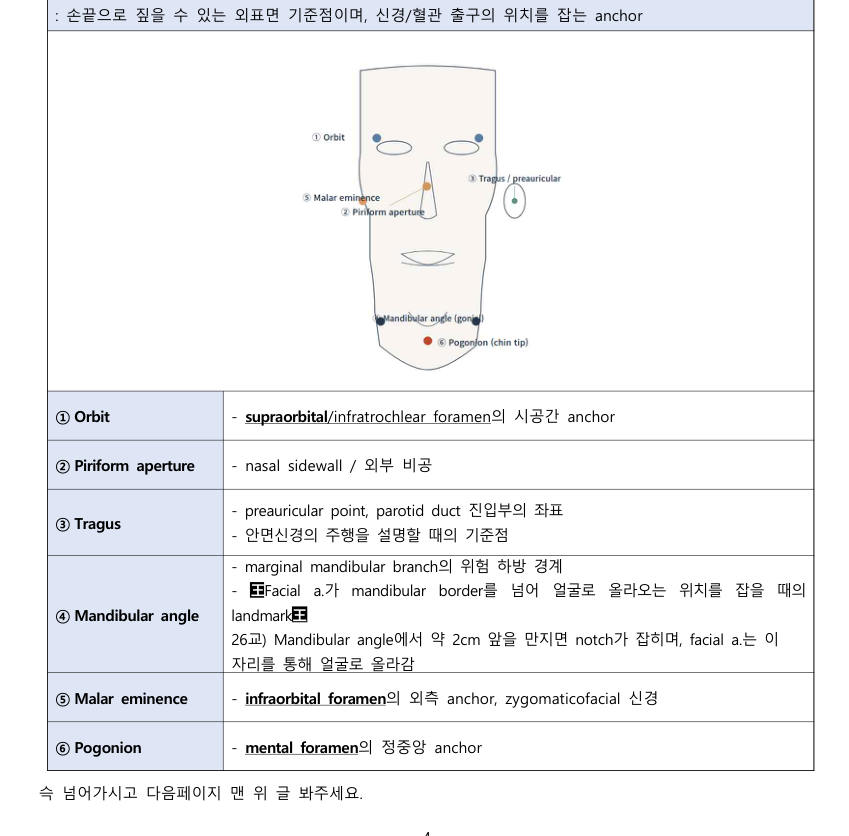 : 손끝으로 짚을 수 있는 외표면 기준점이며, 신경/혈관 출구의 위치를 잡는 anchor
① Orbit
③ Tragus / preauricular
⑤ Malar eminence
② Piriform aperture
Mandibular angle (gonion)
⑥ Pogonion (chin tip)
① Orbit
- supraorbital/infratrochlear foramen의 시공간 anchor
② Piriform aperture
- nasal sidewall / 외부 비공
③ Tragus
- preauricular point, parotid duct 진입부의 좌표
- 안면신경의 주행을 설명할 때의 기준점
④ Mandibular angle
- marginal mandibular branch의 위험 하방 경계
- Facial a.가 mandibular border를 넘어 얼굴로 올라오는 위치를 잡을 때의
landmark
26교) Mandibular angle에서 약 2cm 앞을 만지면 notch가 잡히며, facial a.는 이
자리를 통해 얼굴로 올라감
⑤ Malar eminence
- infraorbital foramen의 외측 anchor, zygomaticofacial 신경
⑥ Pogonion
- mental foramen의 정중앙 anchor
슥 넘어가시고 다음페이지 맨 위 글 봐주세요.